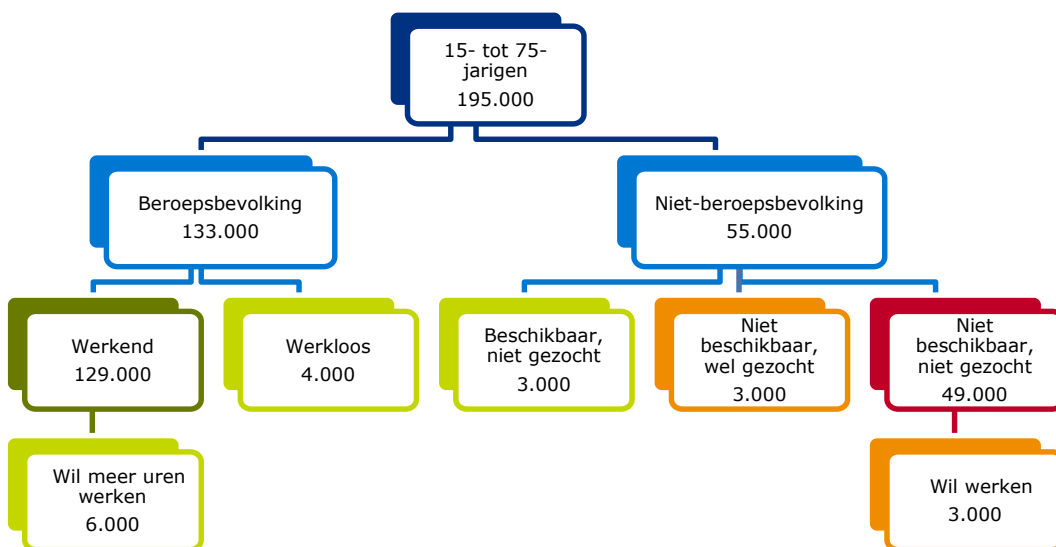 15- tot 75-
jarigen
195.000
Beroepsbevolking
133.000
Niet-beroepsbevolking
55.000
Werkend
129.000
Werkloos
4.000
Beschikbaar,
niet gezocht
3.000
Niet
beschikbaar,
wel gezocht
3.000
Niet
beschikbaar,
niet gezocht
49.000
Wil meer uren
werken
6.000
Wil werken
3.000